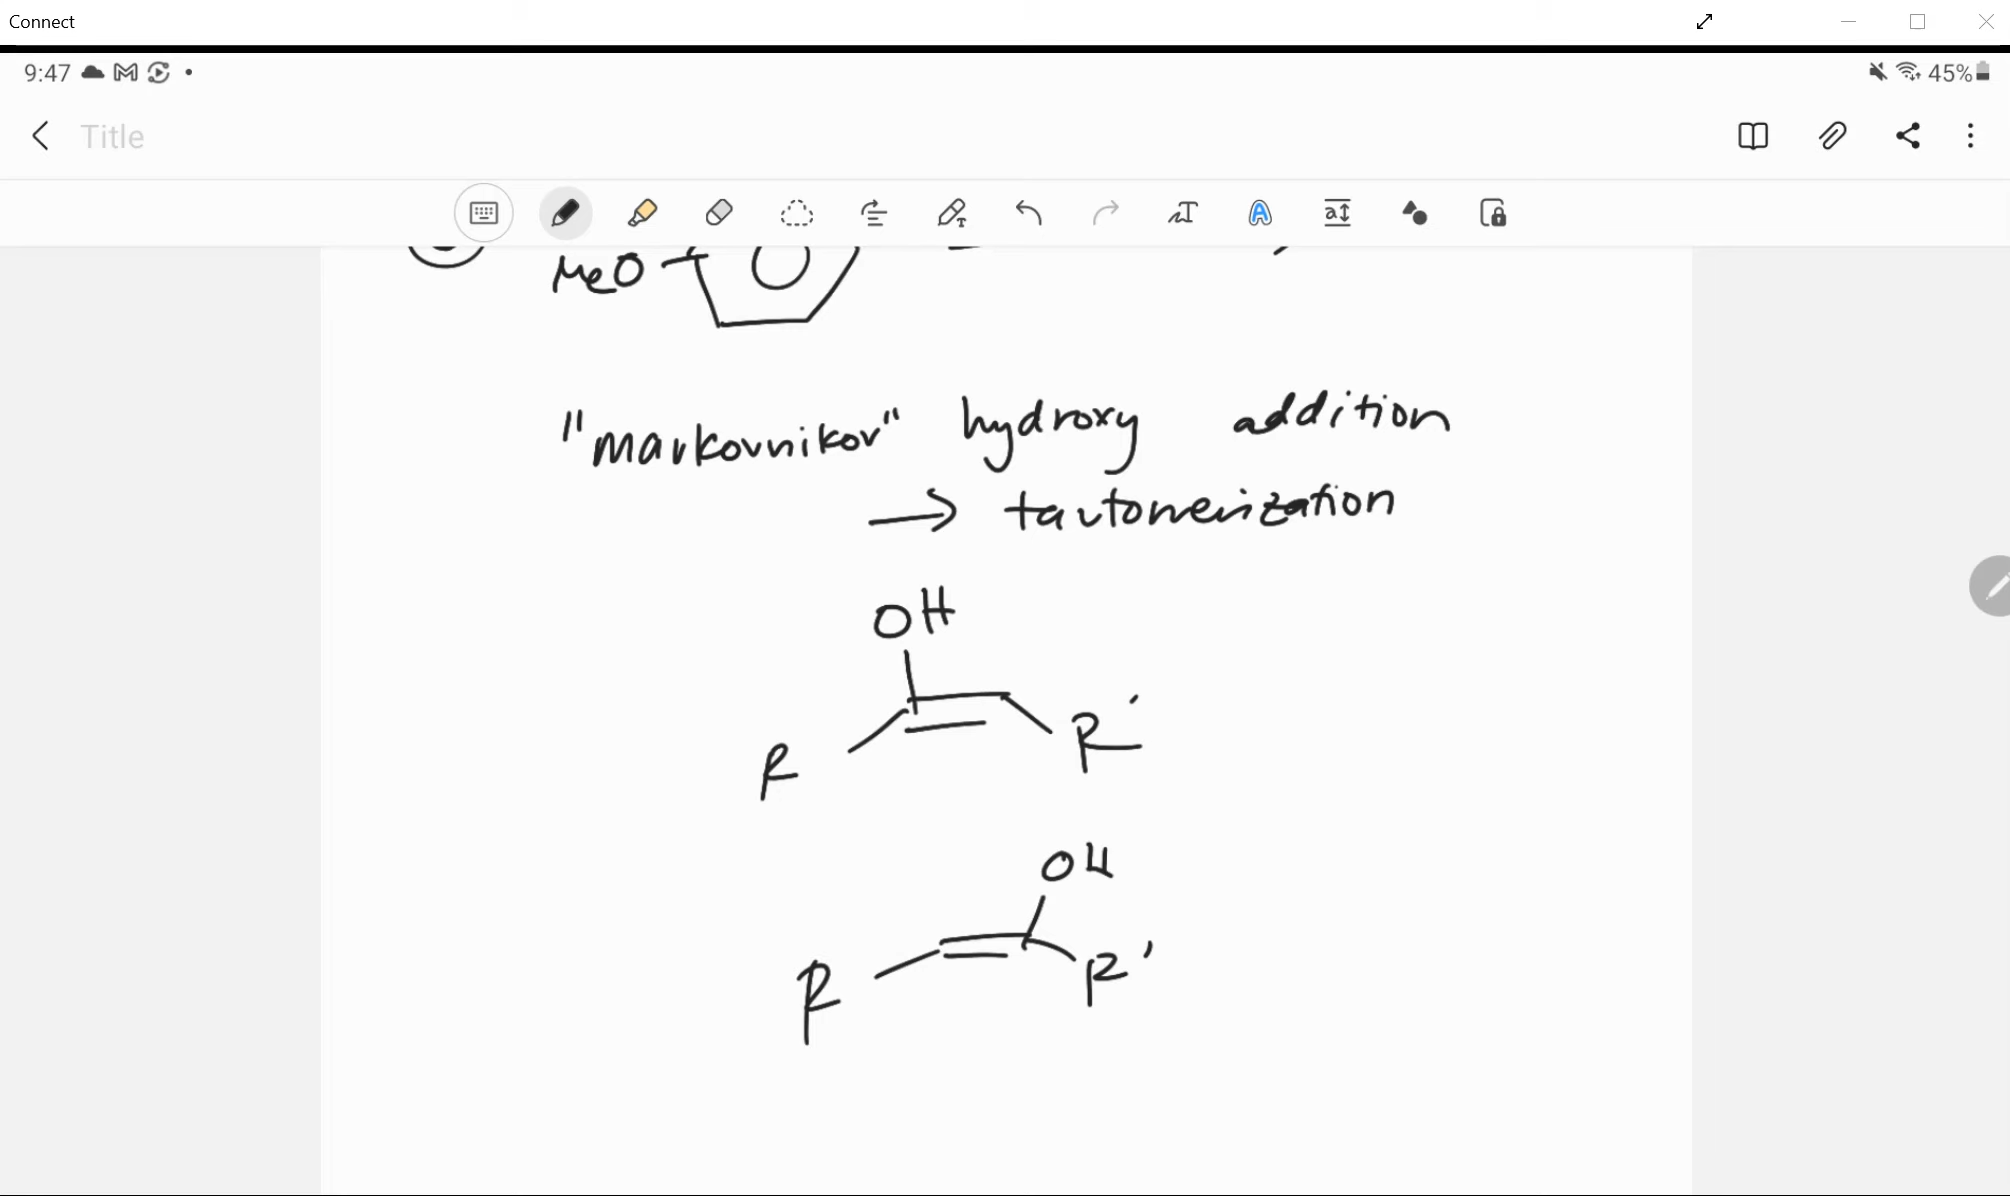 Connect
9:47
45%
Title
MeO
"markovnikov" hydroxy addition
→ tautomerization
OH
R R'
OH
R R'